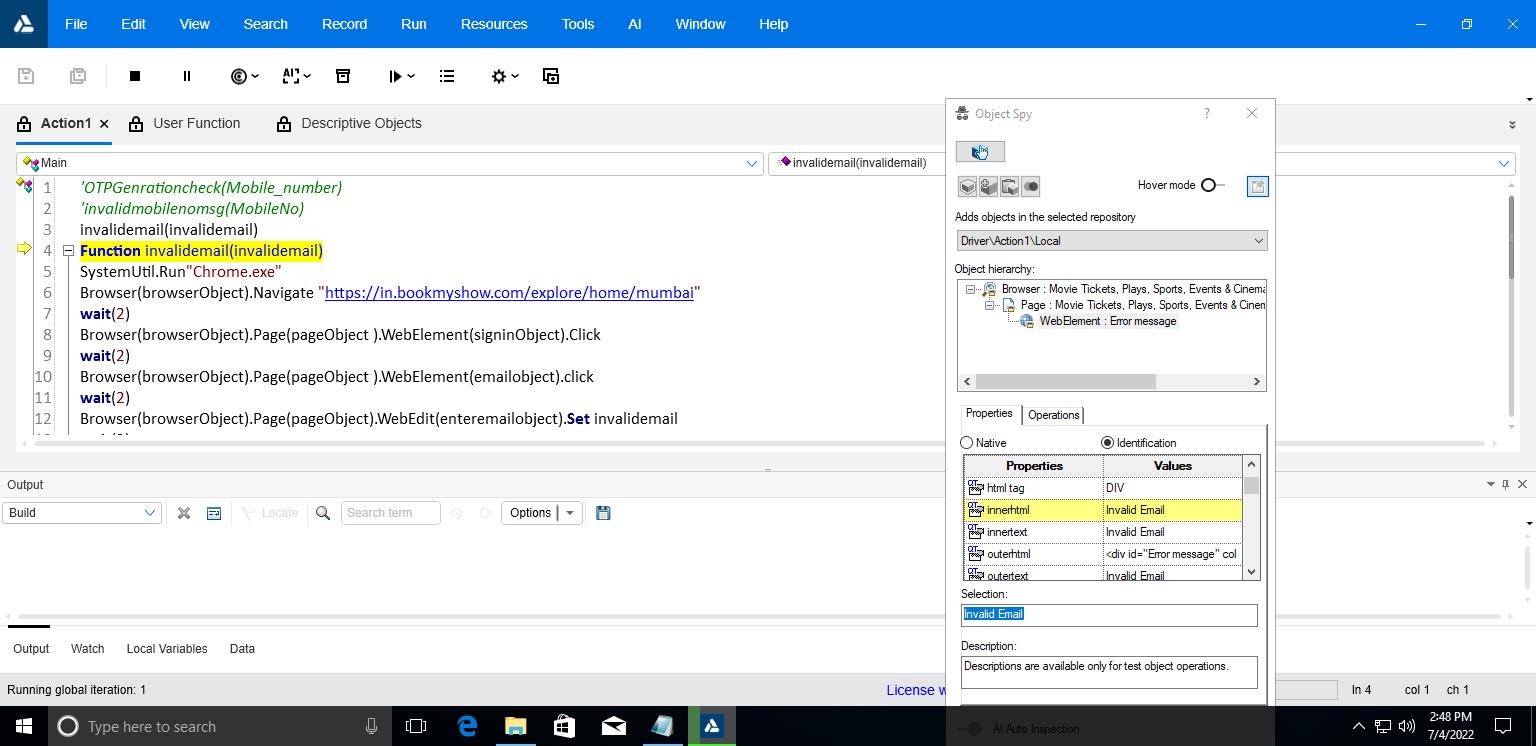 File Edit View Search Record Run Resources Tools AI Window Help
Action1 User Function Descriptive Objects
Main invalidemail(invalidemail)
1 'OTPGenrationcheck(Mobile_number)
2 'invalidmobilenomsg(MobileNo)
3 invalidemail(invalidemail)
4 Function invalidemail(invalidemail)
5 SystemUtil.Run"Chrome.exe"
6 Browser(browserObject).Navigate "https://in.bookmyshow.com/explore/home/mumbai"
7 wait(2)
8 Browser(browserObject).Page(pageObject ).WebElement(signinObject).Click
9 wait(2)
10 Browser(browserObject).Page(pageObject ).WebElement(emailobject).click
11 wait(2)
12 Browser(browserObject).Page(pageObject).WebEdit(enteremailobject).Set invalidemail
Output
Build Locate Search term Options
Output Watch Local Variables Data
Running global iteration: 1 License w ln 4 col 1 ch 1
Object Spy ?
Hover mode
Adds objects in the selected repository
Driver\Action1\Local
Object hierarchy:
Browser : Movie Tickets, Plays, Sports, Events & Cinema
Page : Movie Tickets, Plays, Sports, Events & Cinem
WebElement : Error message
Properties Operations
Native Identification
Properties Values
html tag DIV
innerhtml Invalid Email
innertext Invalid Email
outerhtml <div id="Error message" col
outertext Invalid Email
Selection:
Invalid Email
Description:
Descriptions are available only for test object operations.
AI Auto Inspection
Type here to search
2:48 PM
7/4/2022